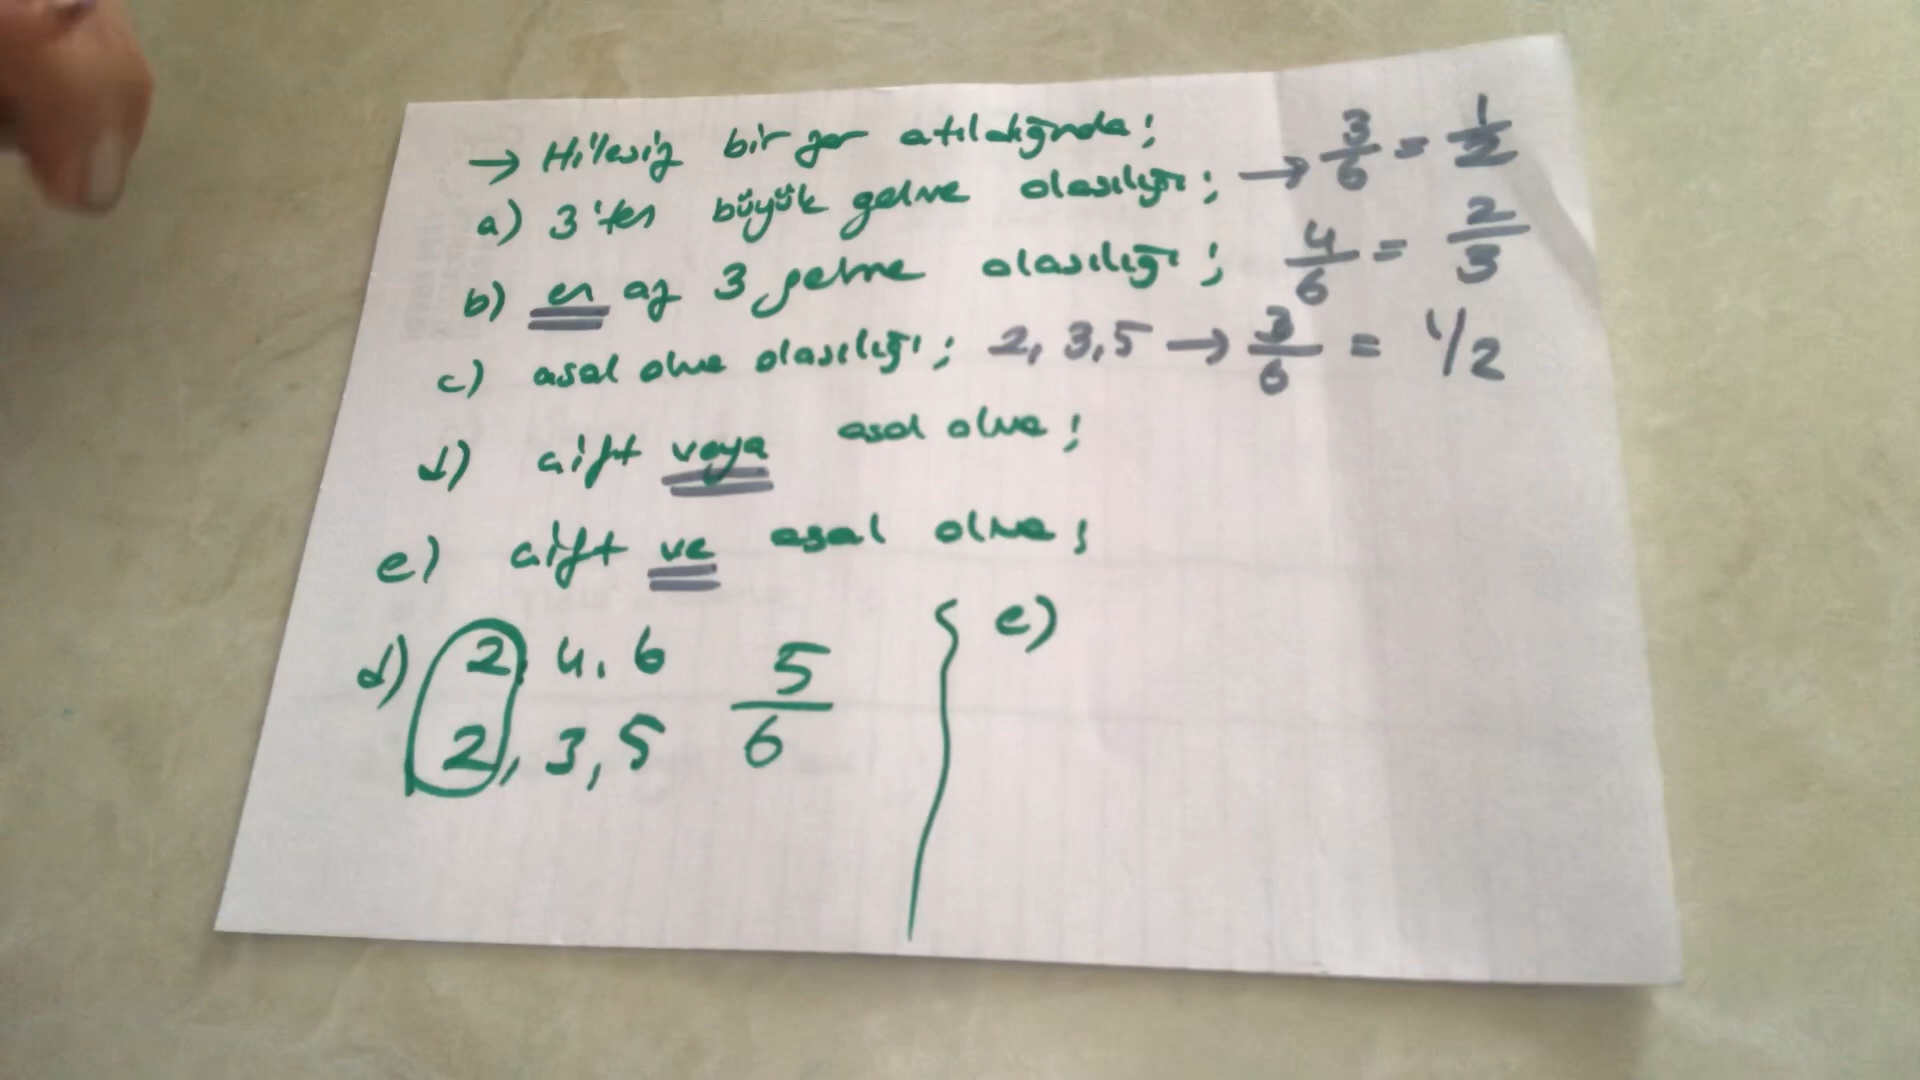 → Hilesiz bir zar atıldığında;
a) 3'ten büyük gelme olasılığı; → 3/6 = 1/2
b) en az 3 gelme olasılığı; 4/6 = 2/3
c) asal olma olasılığı; 2, 3, 5 → 3/6 = 1/2
d) çift veya asal olma;
e) çift ve asal olma;
d) 2, 4, 6 5/6
2, 3, 5
e)